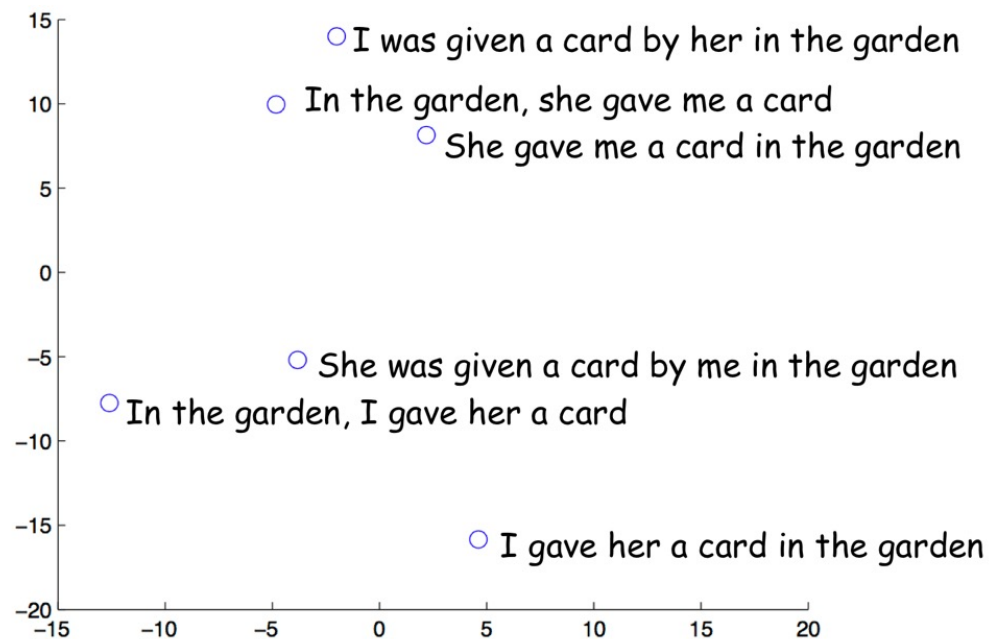 15
I was given a card by her in the garden
10
In the garden, she gave me a card
She gave me a card in the garden
5
0
−5
She was given a card by me in the garden
In the garden, I gave her a card
−10
−15
I gave her a card in the garden
−20
−15 −10 −5 0 5 10 15 20